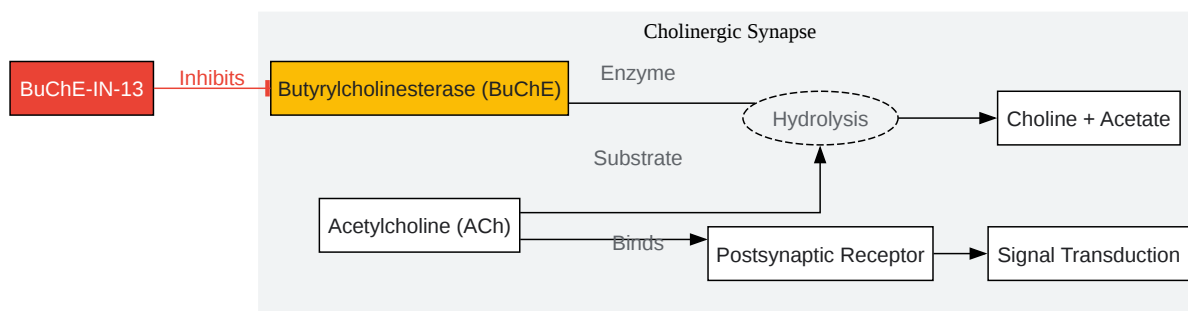 Cholinergic Synapse
Enzyme
BuChE-IN-13
Inhibits
Butyrylcholinesterase (BuChE)
Hydrolysis
Choline + Acetate
Substrate
Acetylcholine (ACh)
Binds
Postsynaptic Receptor
Signal Transduction